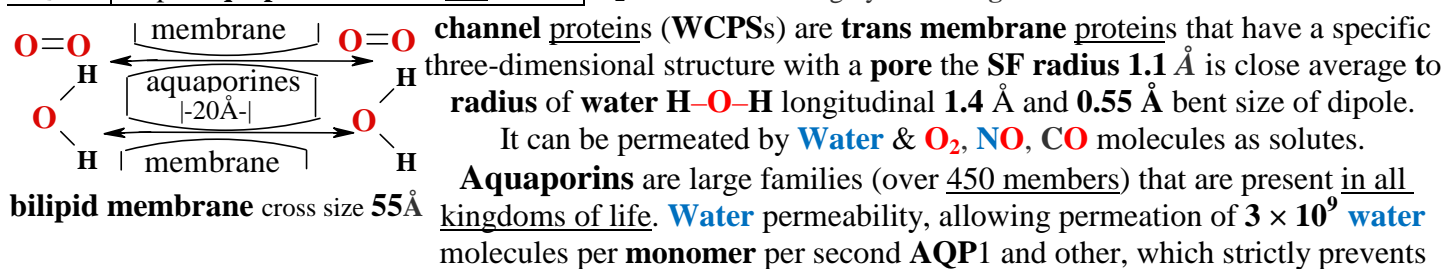 membrane
O=O O=O
H H
aquaporines
|-20Å-|
O O
H H
membrane
bilipid membrane cross size 55Å
channel proteins (WCPSs) are trans membrane proteins that have a specific
three-dimensional structure with a pore the SF radius 1.1 Å is close average to
radius of water H–O–H longitudinal 1.4 Å and 0.55 Å bent size of dipole.
It can be permeated by Water & O₂, NO, CO molecules as solutes.
Aquaporins are large families (over 450 members) that are present in all
kingdoms of life. Water permeability, allowing permeation of 3 × 10⁹ water
molecules per monomer per second AQP1 and other, which strictly prevents